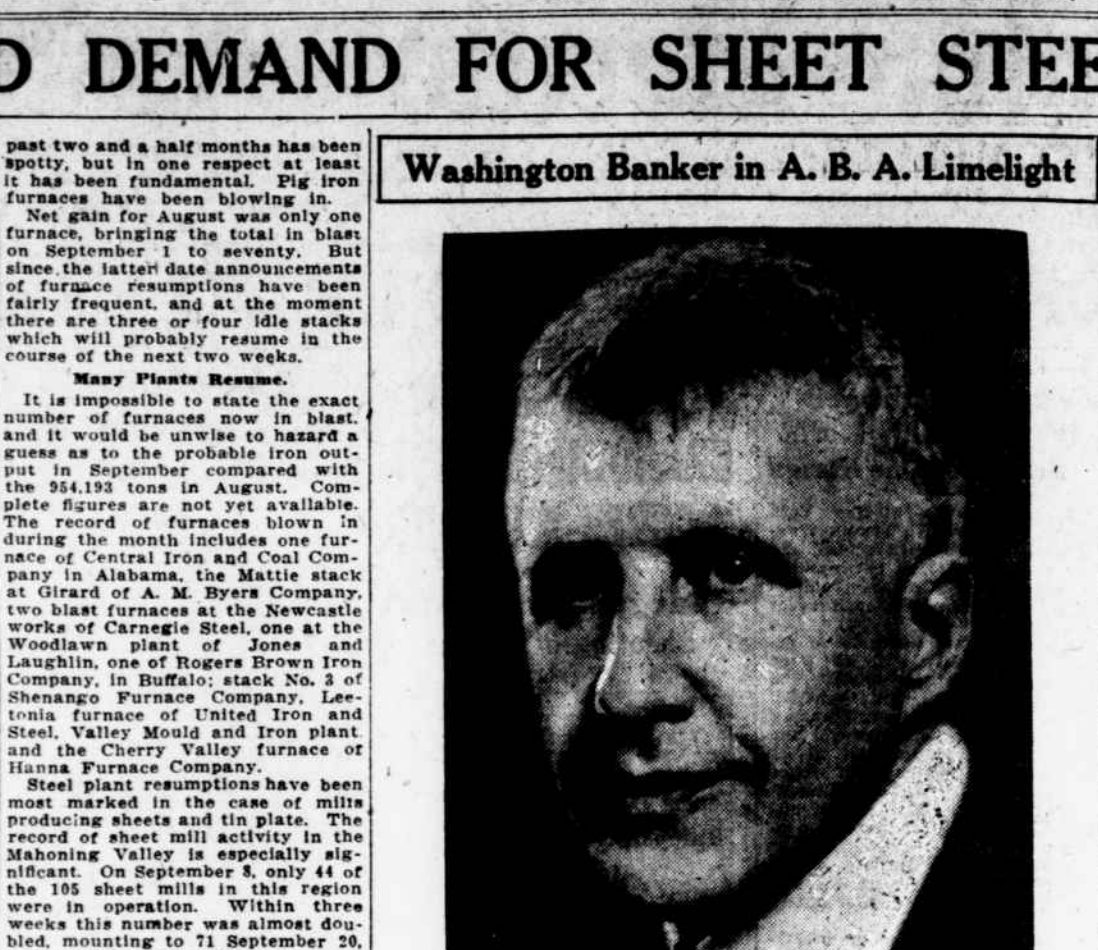 D DEMAND FOR SHEET STEE
past two and a half months has been
spotty, but in one respect at least
it has been fundamental. Pig iron
furnaces have been blowing in.
Net gain for August was only one
furnace, bringing the total in blast
on September 1 to seventy. But
since the latter date announcements
of furnace resumptions have been
fairly frequent, and at the moment
there are three or four idle stacks
which will probably resume in the
course of the next two weeks.
Many Plants Resume.
It is impossible to state the exact
number of furnaces now in blast,
and it would be unwise to hazard a
guess as to the probable iron out-
put in September compared with
the 954,193 tons in August. Com-
plete figures are not yet available.
The record of furnaces blown in
during the month includes one fur-
nace of Central Iron and Coal Com-
pany in Alabama, the Mattie stack
at Girard of A. M. Byers Company,
two blast furnaces at the Newcastle
works of Carnegie Steel, one at the
Woodlawn plant of Jones and
Laughlin, one of Rogers Brown Iron
Company, in Buffalo; stack No. 3 of
Shenango Furnace Company, Lee-
tonia furnace of United Iron and
Steel, Valley Mould and Iron plant
and the Cherry Valley furnace of
Hanna Furnace Company.
Steel plant resumptions have been
most marked in the case of mills
producing sheets and tin plate. The
record of sheet mill activity in the
Mahoning Valley is especially sig-
nificant. On September 8, only 44 of
the 105 sheet mills in this region
were in operation. Within three
weeks this number was almost dou-
bled, mounting to 71 September 20,
Washington Banker in A. B. A. Limelight